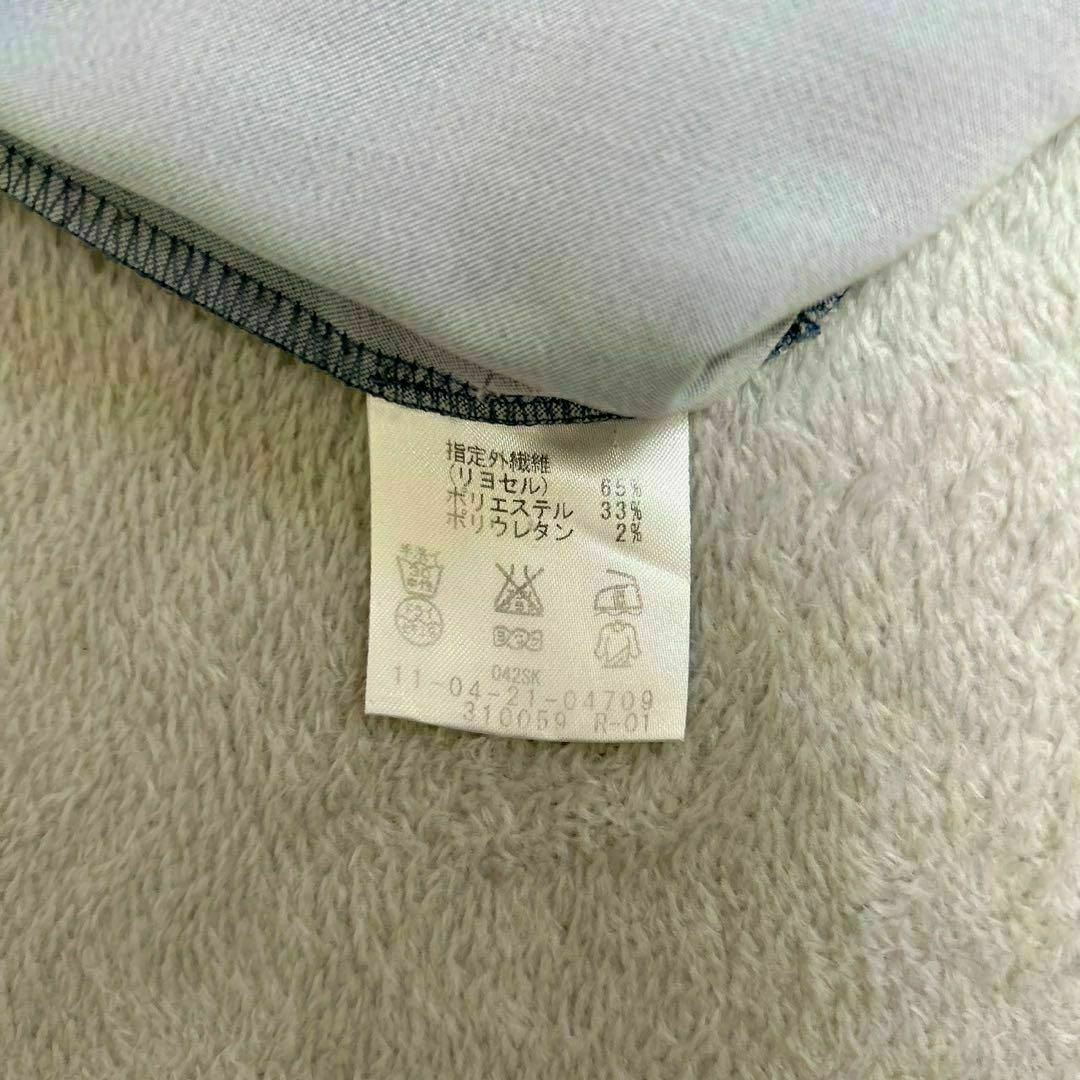 指定外繊維
(リヨセル) 65%
ポリエステル 33%
ポリウレタン 2%
042SK
11-04-21-04709
310059 R-01